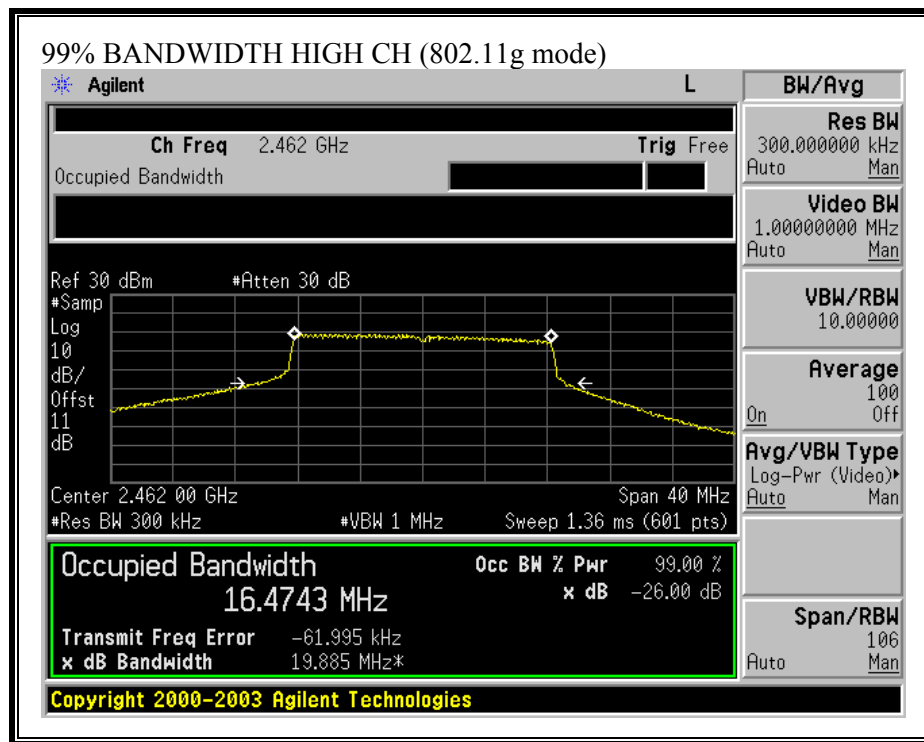 99% BANDWIDTH HIGH CH (802.11g mode)
Agilent L BW/Avg
Ch Freq 2.462 GHz Trig Free
Occupied Bandwidth
Res BW
300.000000 kHz
Auto Man
Video BW
1.00000000 MHz
Auto Man
VBW/RBW
10.00000
Average
100
On Off
Avg/VBW Type
Log-Pwr (Video)
Auto Man
Span/RBW
106
Auto Man
Ref 30 dBm #Atten 30 dB
#Samp
Log
10
dB/
Offst
11
dB
Center 2.462 00 GHz Span 40 MHz
#Res BW 300 kHz #VBW 1 MHz Sweep 1.36 ms (601 pts)
Occupied Bandwidth
16.4743 MHz
Occ BW % Pwr 99.00 %
x dB -26.00 dB
Transmit Freq Error -61.995 kHz
x dB Bandwidth 19.885 MHz*
Copyright 2000-2003 Agilent Technologies